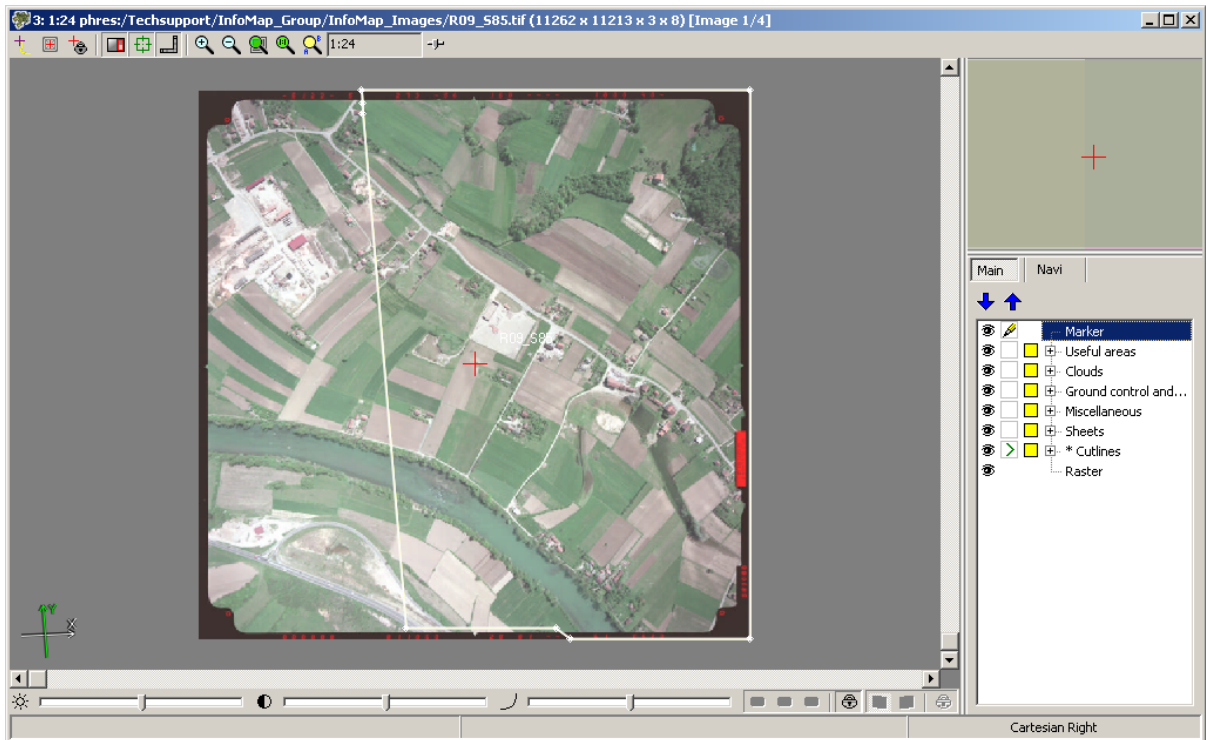 3: 1:24 phres:/Techsupport/InfoMap_Group/InfoMap_Images/R09_S85.tif (11262 x 11213 x 3 x 8) [Image 1/4]
1:24
R09_S85
Y
X
Main
Navi
Marker
Useful areas
Clouds
Ground control and...
Miscellaneous
Sheets
* Cutlines
Raster
Cartesian Right